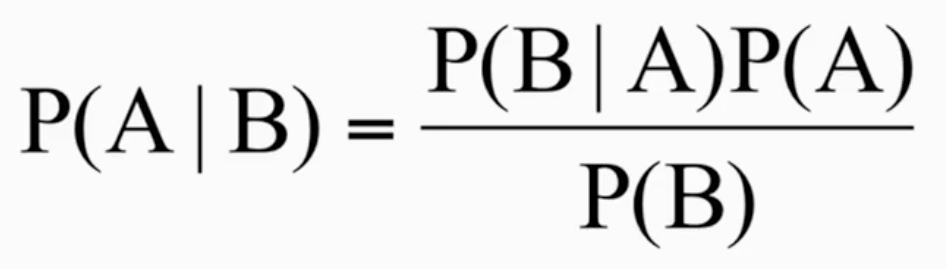 P(A | B) = P(B | A)P(A)
P(B)